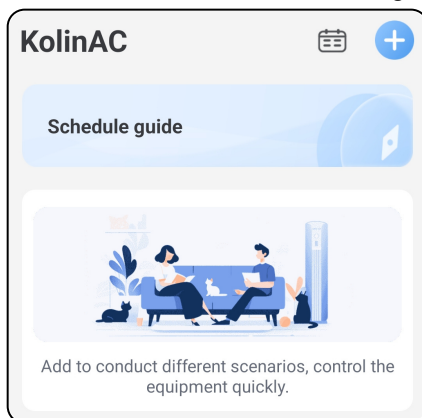 KolinAC
Schedule guide
Add to conduct different scenarios, control the
equipment quickly.